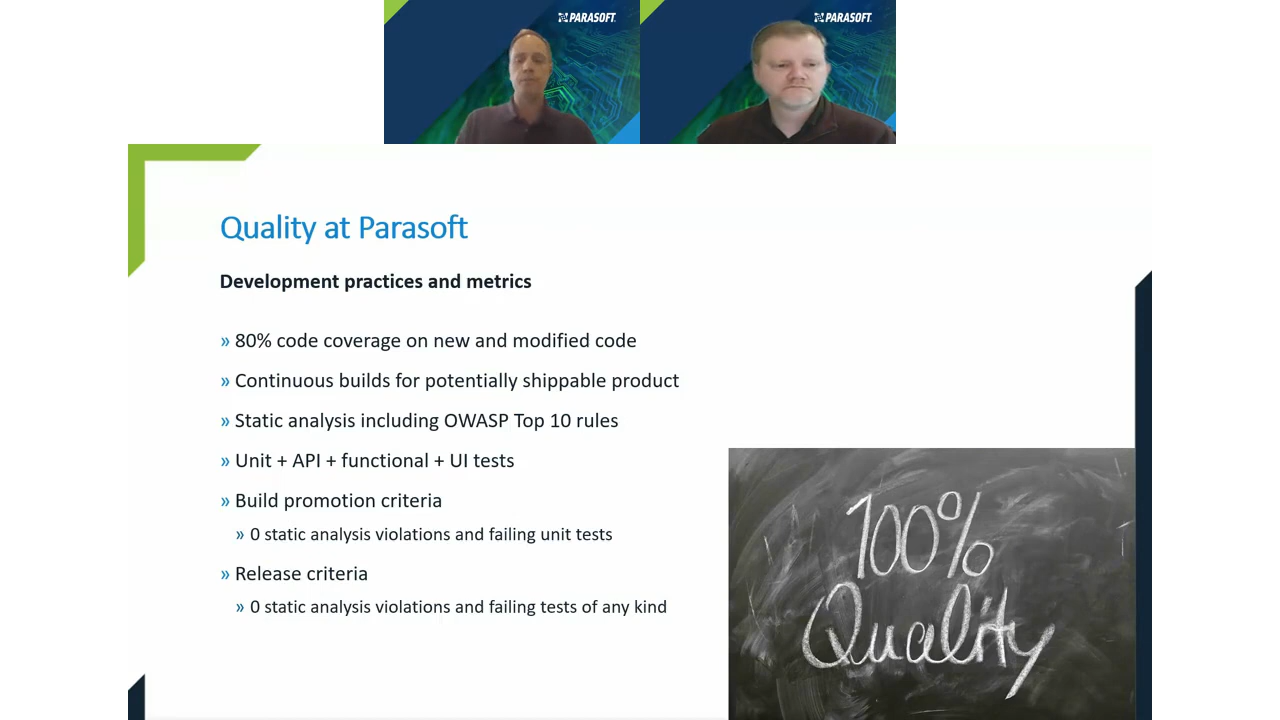 PARASOFT
PARASOFT
Quality at Parasoft
Development practices and metrics
» 80% code coverage on new and modified code
» Continuous builds for potentially shippable product
» Static analysis including OWASP Top 10 rules
» Unit + API + functional + UI tests
» Build promotion criteria
» 0 static analysis violations and failing unit tests
» Release criteria
» 0 static analysis violations and failing tests of any kind
100%
Quality